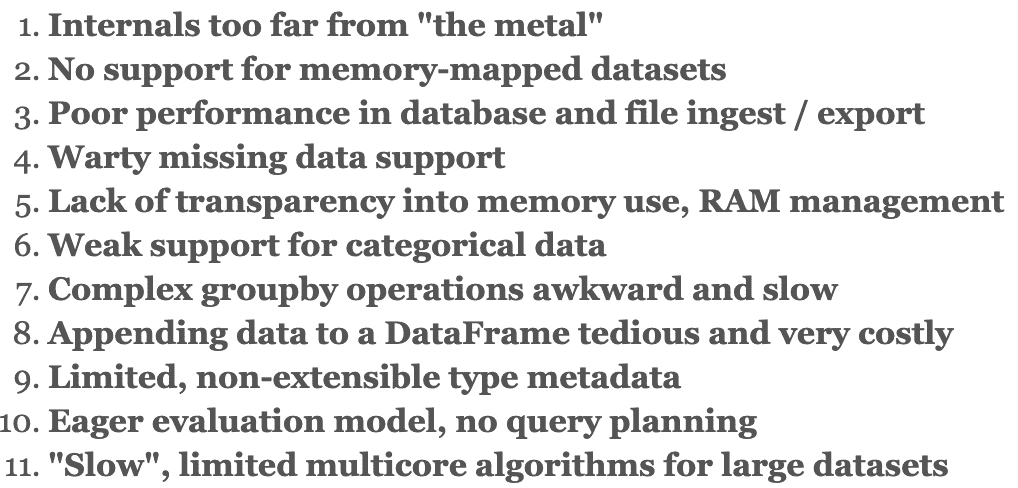 1. Internals too far from "the metal"
2. No support for memory-mapped datasets
3. Poor performance in database and file ingest / export
4. Warty missing data support
5. Lack of transparency into memory use, RAM management
6. Weak support for categorical data
7. Complex groupby operations awkward and slow
8. Appending data to a DataFrame tedious and very costly
9. Limited, non-extensible type metadata
10. Eager evaluation model, no query planning
11. "Slow", limited multicore algorithms for large datasets